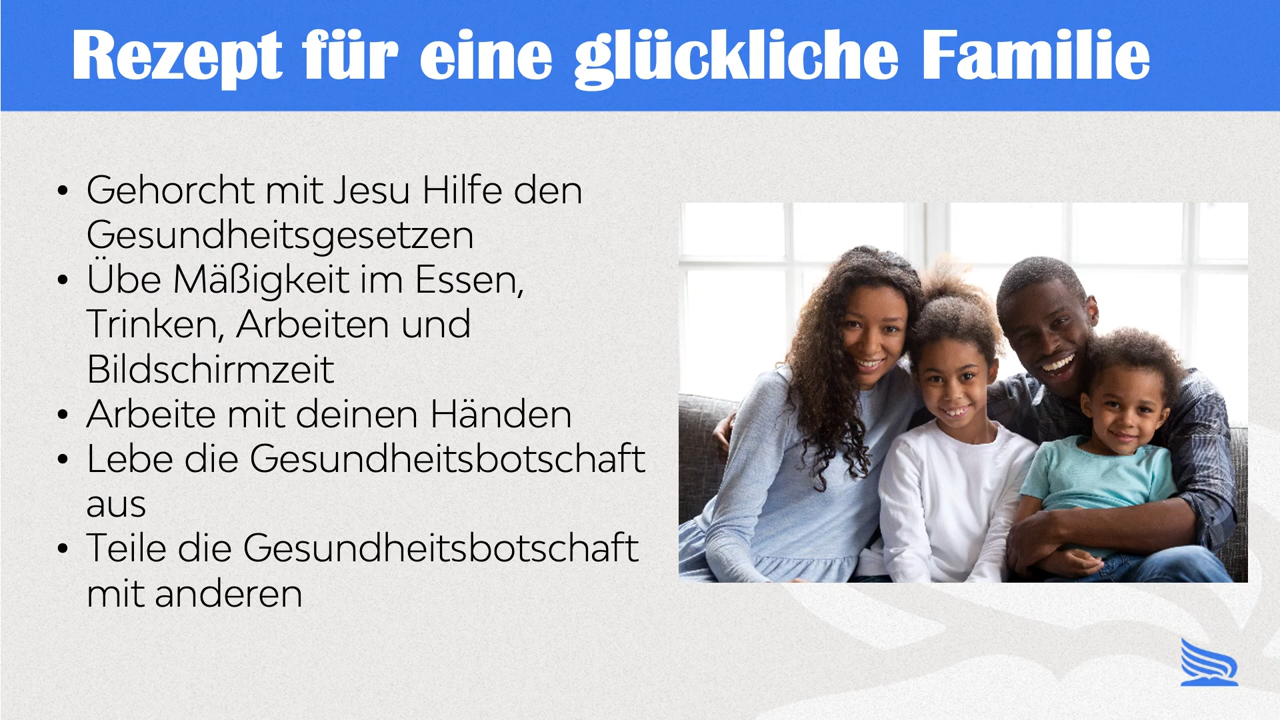 Rezept für eine glückliche Familie
• Gehorcht mit Jesu Hilfe den
Gesundheitsgesetzen
• Übe Mäßigkeit im Essen,
Trinken, Arbeiten und
Bildschirmzeit
• Arbeite mit deinen Händen
• Lebe die Gesundheitsbotschaft
aus
• Teile die Gesundheitsbotschaft
mit anderen